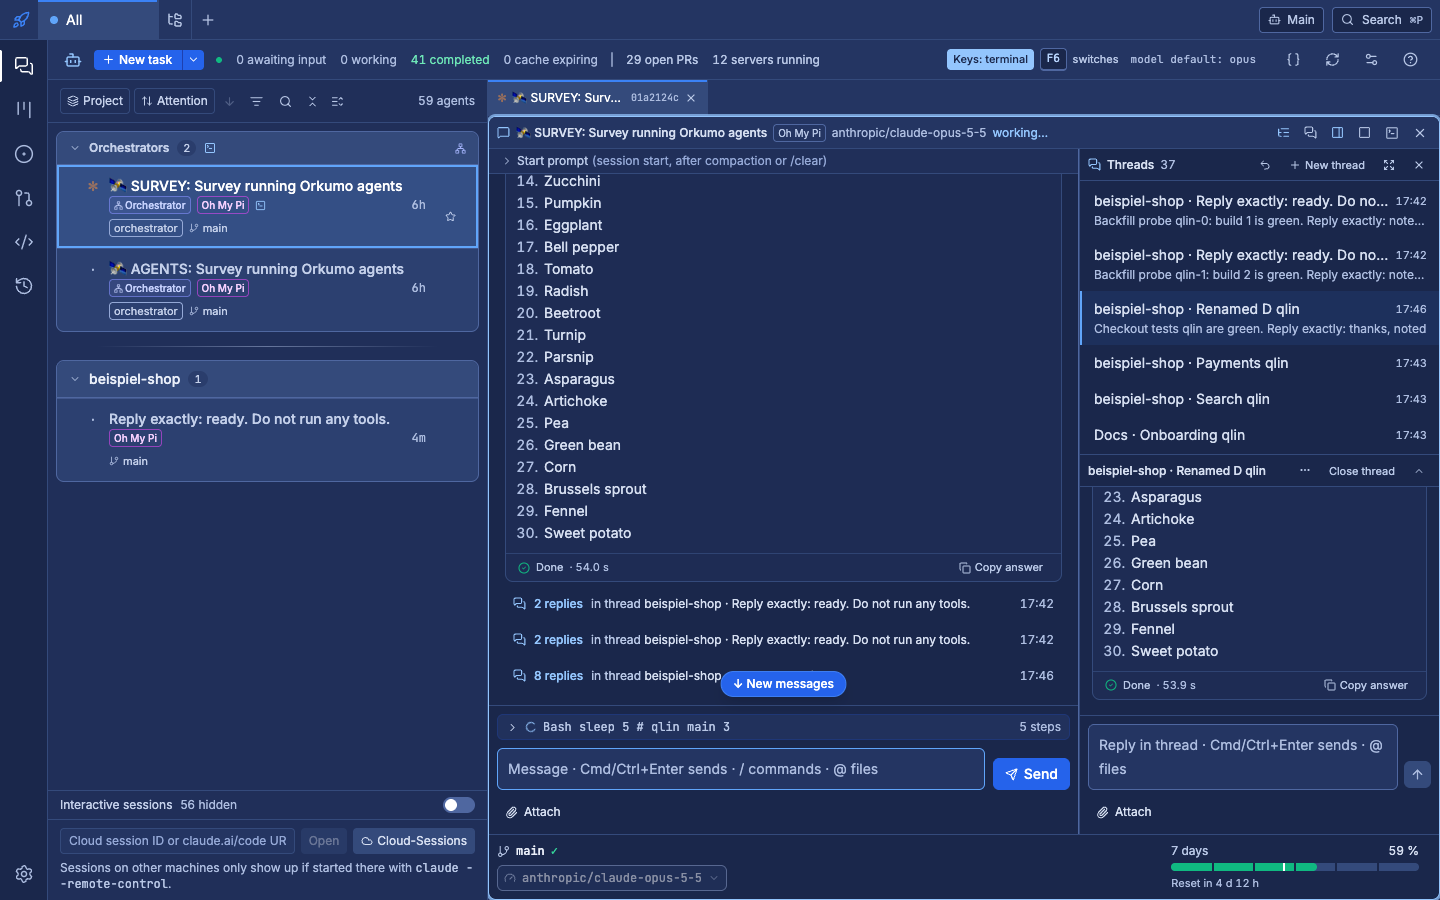 All
Main
Search ⌘P
New task
0 awaiting input
0 working
41 completed
0 cache expiring
29 open PRs
12 servers running
Keys: terminal
F6
switches
model default: opus
Project
Attention
59 agents
Orchestrators 2
SURVEY: Survey running Orkumo agents
Orchestrator
Oh My Pi
6h
orchestrator
main
AGENTS: Survey running Orkumo agents
Orchestrator
Oh My Pi
6h
orchestrator
main
beispiel-shop 1
Reply exactly: ready. Do not run any tools.
Oh My Pi
4m
main
Interactive sessions 56 hidden
Cloud session ID or claude.ai/code UR
Open
Cloud-Sessions
Sessions on other machines only show up if started there with claude -
-remote-control.
SURVEY: Surv... 01a2124c
SURVEY: Survey running Orkumo agents Oh My Pi anthropic/claude-opus-5-5 working...
Start prompt (session start, after compaction or /clear)
14. Zucchini
15. Pumpkin
16. Eggplant
17. Bell pepper
18. Tomato
19. Radish
20. Beetroot
21. Turnip
22. Parsnip
23. Asparagus
24. Artichoke
25. Pea
26. Green bean
27. Corn
28. Brussels sprout
29. Fennel
30. Sweet potato
Done · 54.0 s
Copy answer
2 replies in thread beispiel-shop · Reply exactly: ready. Do not run any tools. 17:42
2 replies in thread beispiel-shop · Reply exactly: ready. Do not run any tools. 17:42
8 replies in thread beispiel-shop 17:46
New messages
Bash sleep 5 # qlin main 3
5 steps
Message · Cmd/Ctrl+Enter sends · / commands · @ files
Send
Attach
main ✓
anthropic/claude-opus-5-5
Threads 37
New thread
beispiel-shop · Reply exactly: ready. Do no... 17:42
Backfill probe qlin-0: build 1 is green. Reply exactly: note...
beispiel-shop · Reply exactly: ready. Do no... 17:42
Backfill probe qlin-1: build 2 is green. Reply exactly: note...
beispiel-shop · Renamed D qlin 17:46
Checkout tests qlin are green. Reply exactly: thanks, noted
beispiel-shop · Payments qlin 17:43
beispiel-shop · Search qlin 17:43
Docs · Onboarding qlin 17:43
beispiel-shop · Renamed D qlin
Close thread
23. Asparagus
24. Artichoke
25. Pea
26. Green bean
27. Corn
28. Brussels sprout
29. Fennel
30. Sweet potato
Done · 53.9 s
Copy answer
Reply in thread · Cmd/Ctrl+Enter sends · @
files
Attach
7 days 59 %
Reset in 4 d 12 h